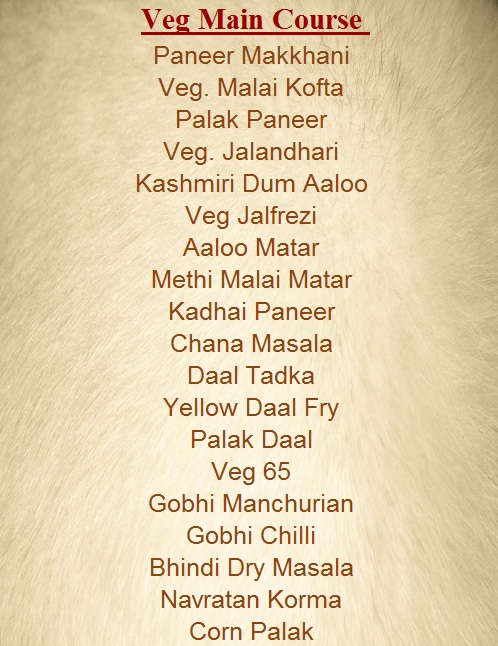 Veg Main Course
Paneer Makkhani
Veg. Malai Kofta
Palak Paneer
Veg. Jalandhari
Kashmiri Dum Aaloo
Veg Jalfrezi
Aaloo Matar
Methi Malai Matar
Kadhai Paneer
Chana Masala
Daal Tadka
Yellow Daal Fry
Palak Daal
Veg 65
Gobhi Manchurian
Gobhi Chilli
Bhindi Dry Masala
Navratan Korma
Corn Palak